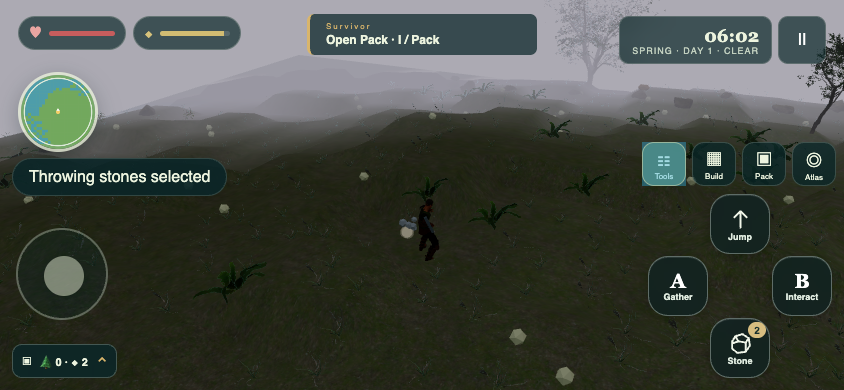 Survivor
Open Pack · I / Pack
06:02
SPRING · DAY 1 · CLEAR
Throwing stones selected
Tools
Build
Pack
Atlas
Jump
A
Gather
B
Interact
2
Stone
0 · ◆ 2